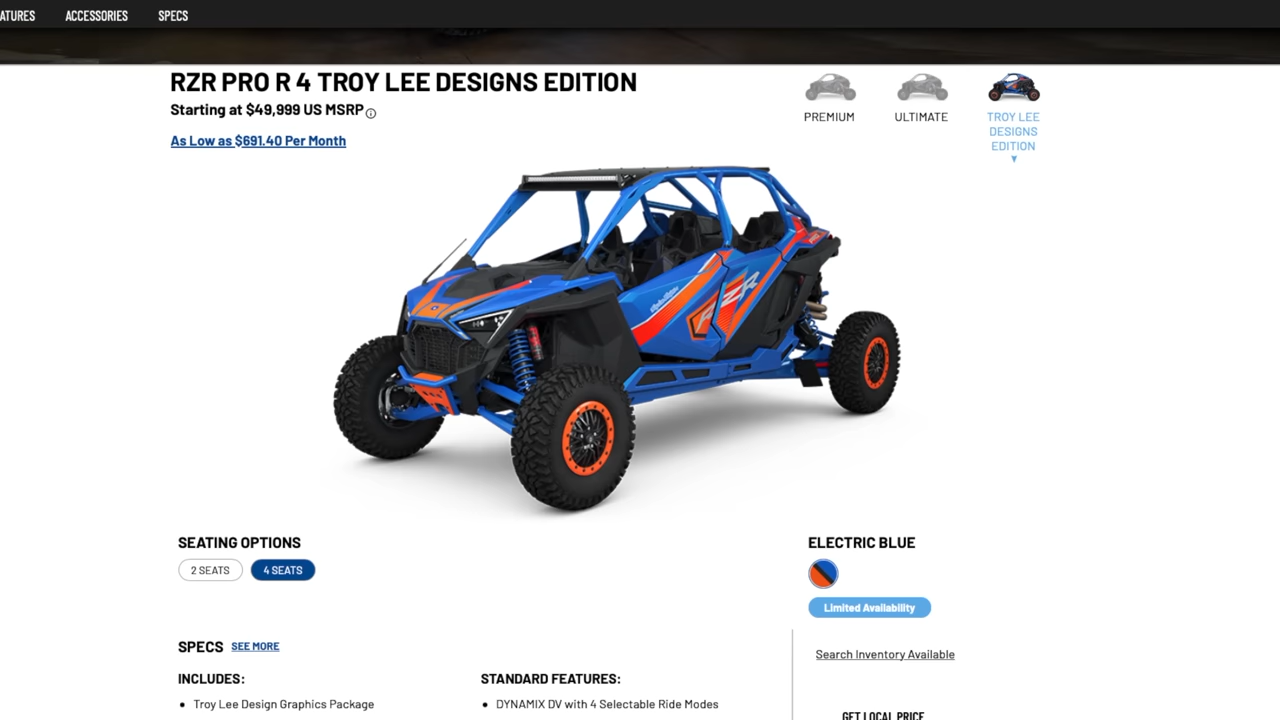 ATURES
ACCESSORIES
SPECS
RZR PRO R 4 TROY LEE DESIGNS EDITION
Starting at $49,999 US MSRP
As Low as $691.40 Per Month
PREMIUM
ULTIMATE
TROY LEE
DESIGNS
EDITION
RZR
SEATING OPTIONS
2 SEATS
4 SEATS
ELECTRIC BLUE
Limited Availability
SPECS SEE MORE
Search Inventory Available
INCLUDES:
• Troy Lee Design Graphics Package
STANDARD FEATURES:
• DYNAMIX DV with 4 Selectable Ride Modes
GET LOCAL PRICE